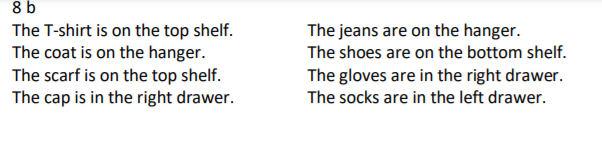 8 b
The T-shirt is on the top shelf.
The coat is on the hanger.
The scarf is on the top shelf.
The cap is in the right drawer.
The jeans are on the hanger.
The shoes are on the bottom shelf.
The gloves are in the right drawer.
The socks are in the left drawer.